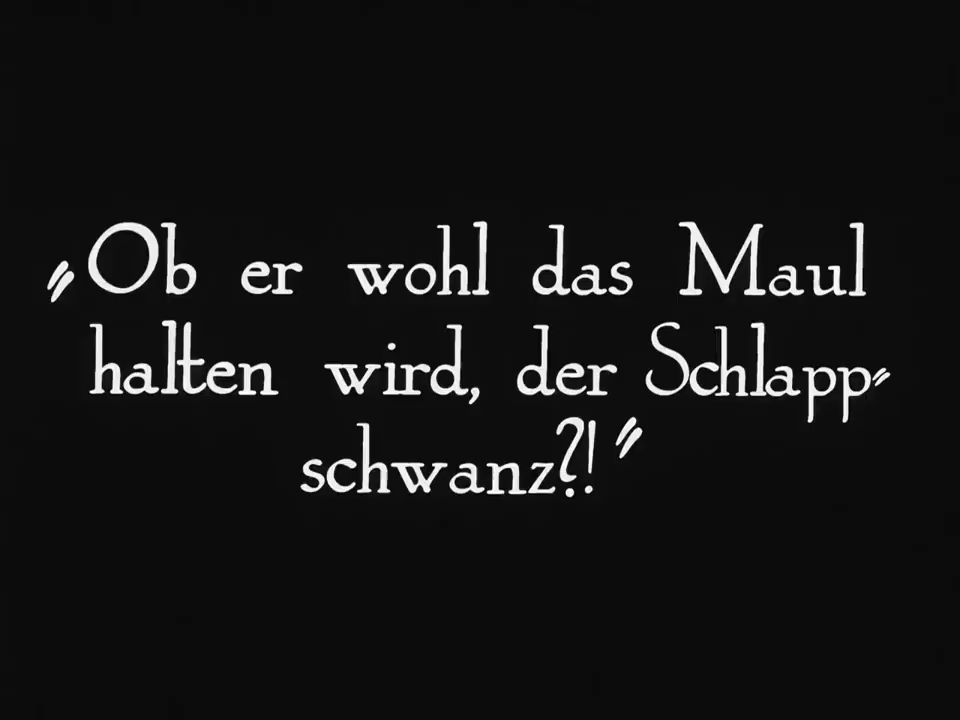 „Ob er wohl das Maul
halten wird, der Schlapp-
schwanz?!"